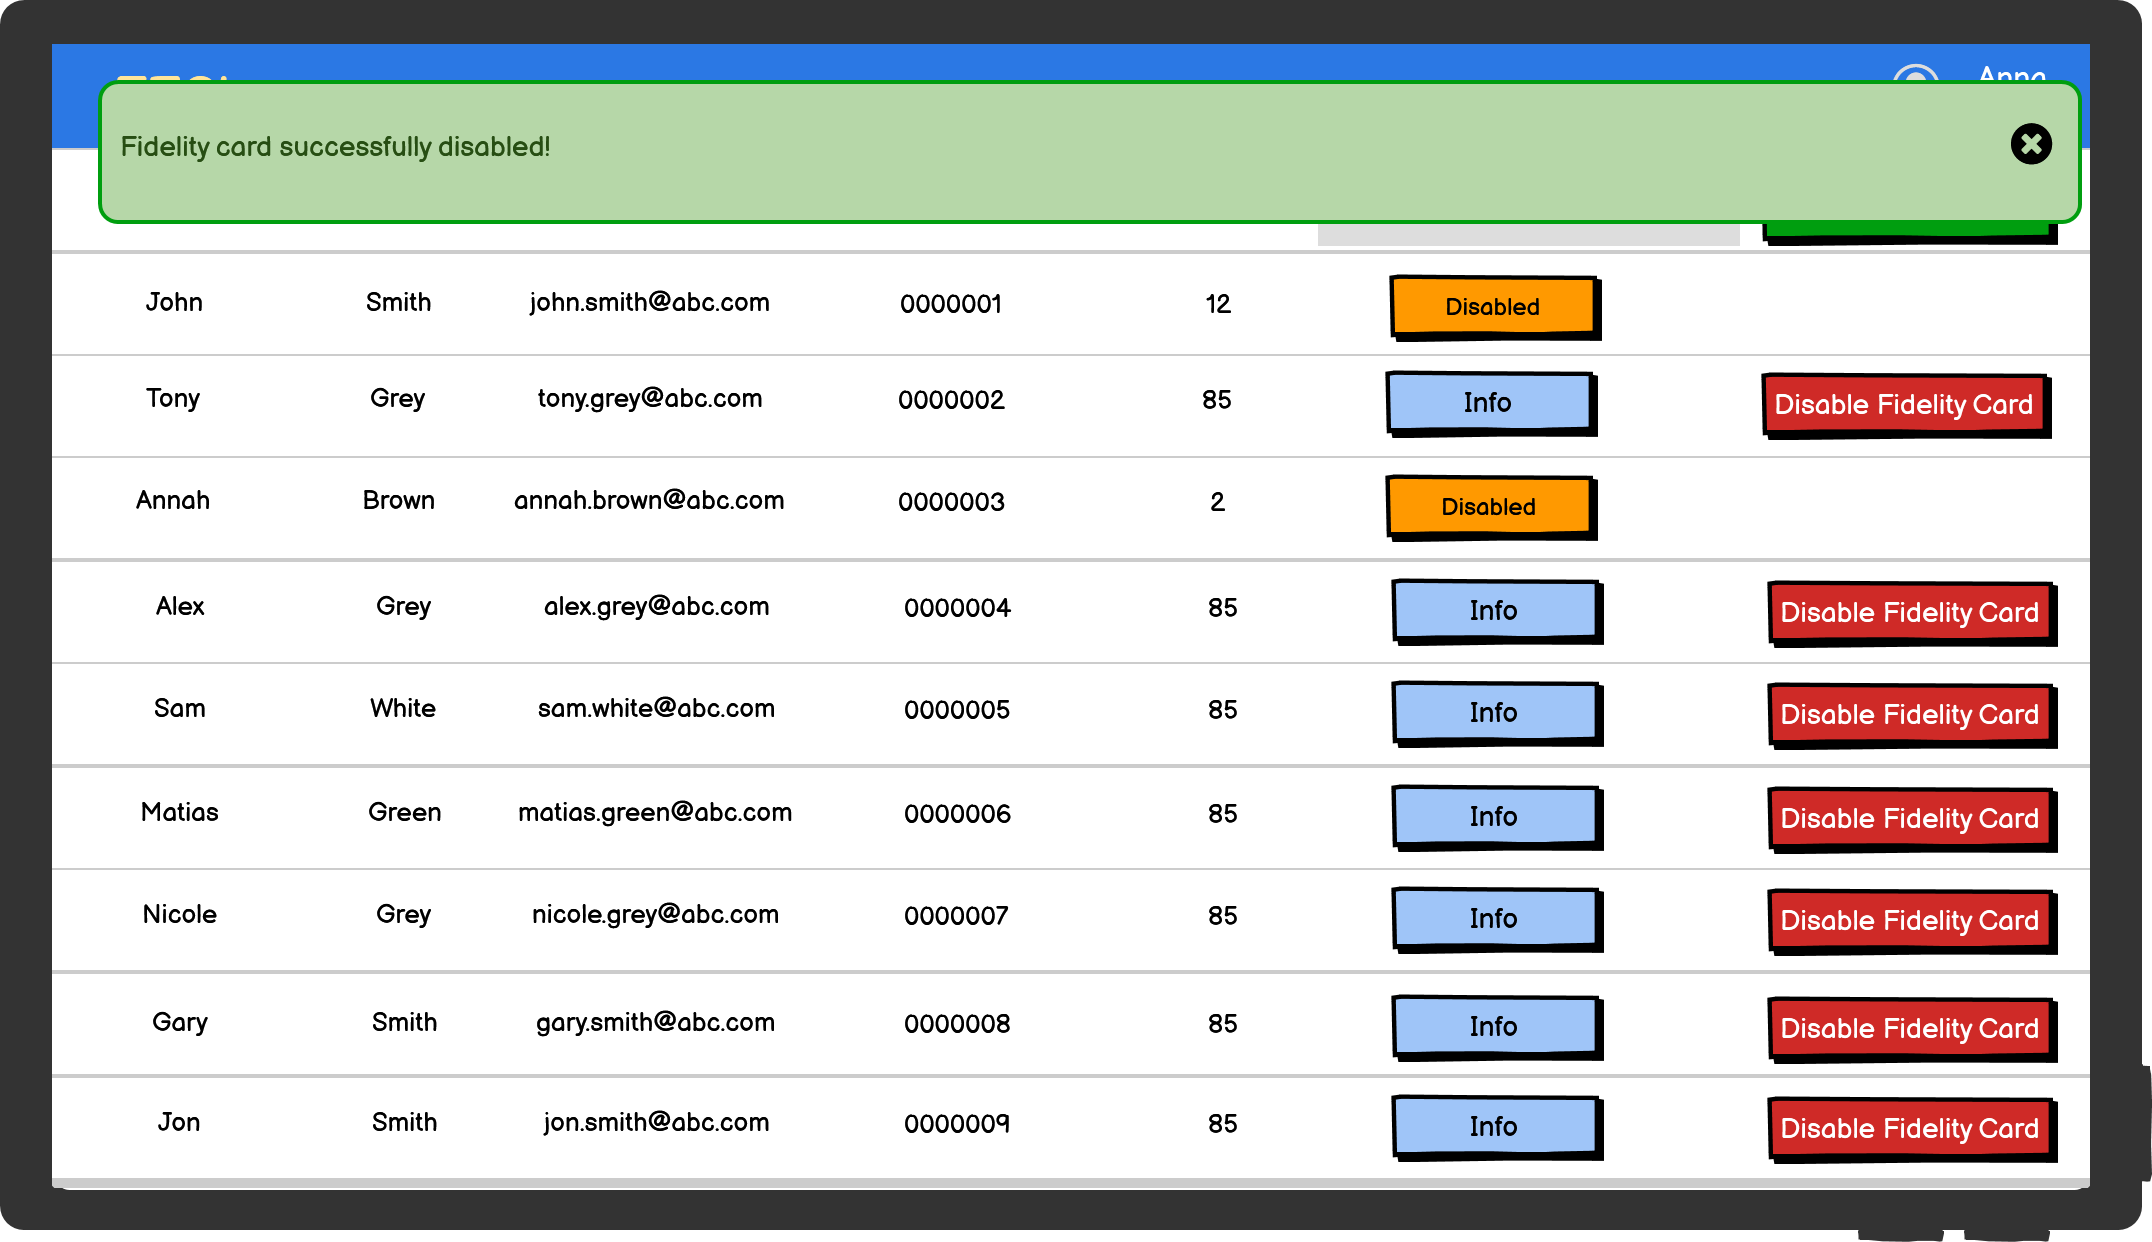 Anna
Fidelity card successfully disabled!
John Smith john.smith@abc.com 0000001 12 Disabled
Tony Grey tony.grey@abc.com 0000002 85 Info Disable Fidelity Card
Annah Brown annah.brown@abc.com 0000003 2 Disabled
Alex Grey alex.grey@abc.com 0000004 85 Info Disable Fidelity Card
Sam White sam.white@abc.com 0000005 85 Info Disable Fidelity Card
Matias Green matias.green@abc.com 0000006 85 Info Disable Fidelity Card
Nicole Grey nicole.grey@abc.com 0000007 85 Info Disable Fidelity Card
Gary Smith gary.smith@abc.com 0000008 85 Info Disable Fidelity Card
Jon Smith jon.smith@abc.com 0000009 85 Info Disable Fidelity Card